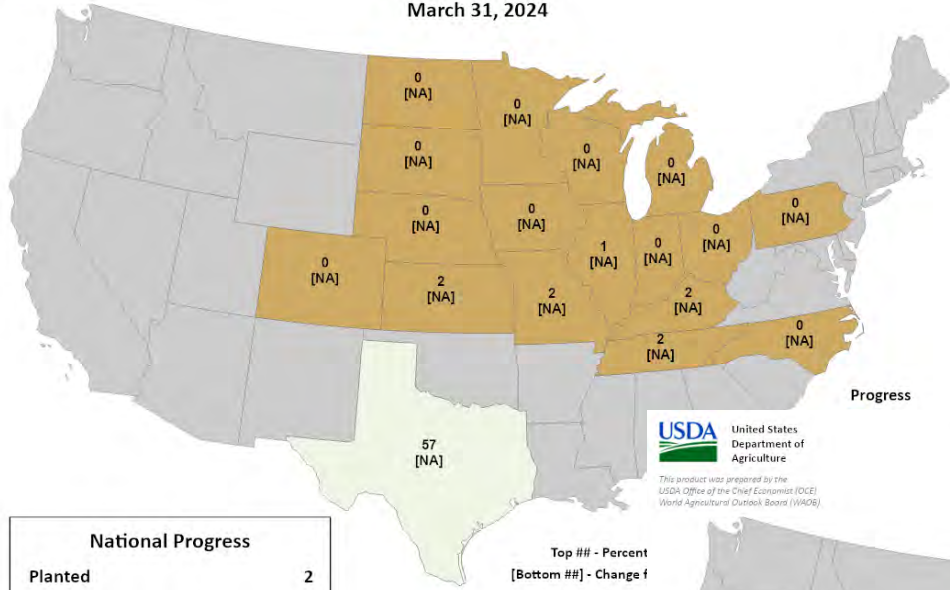 March 31, 2024
0
[NA]
0
[NA]
0
[NA]
0
[NA]
0
[NA]
0
[NA]
0
[NA]
0
[NA]
0
[NA]
1
[NA]
0
[NA]
0
[NA]
2
[NA]
2
[NA]
2
[NA]
2
[NA]
0
[NA]
57
[NA]
Progress
USDA
United States
Department of
Agriculture
This product was prepared by the
USDA Office of the Chief Economist (OCE)
World Agricultural Outlook Board (WAOB)
National Progress
Planted 2
Top ## - Percent
[Bottom ##] - Change f